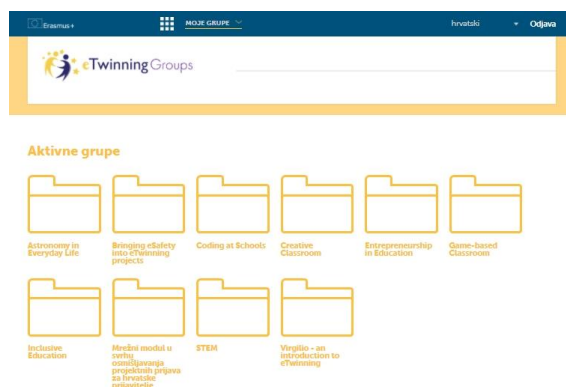 Erasmus+
MOJE GRUPE
hrvatski
Odjava
eTwinning Groups
Aktivne grupe
Astronomy in
Everyday Life
Bringing eSafety
into eTwinning
projects
Coding at Schools
Creative
Classroom
Entrepreneurship
in Education
Game-based
Classroom
Inclusive
Education
Mrežni modul u
svrhu
osmišljavanja
projektnih prijava
za hrvatske
prijavitelje
STEM
Virgilio - an
introduction to
eTwinning